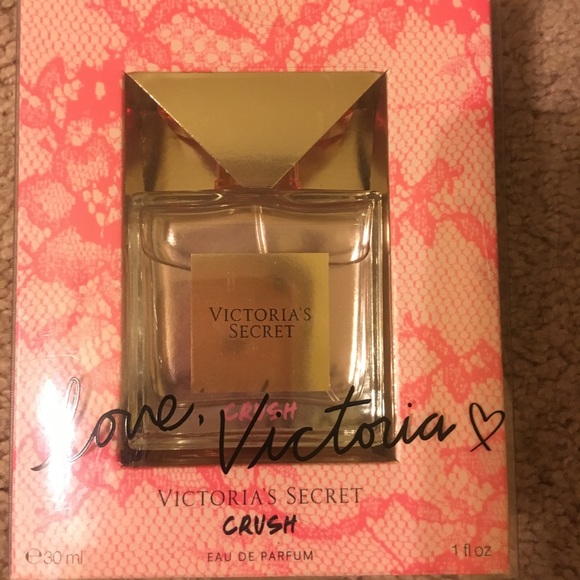 VICTORIA'S
SECRET
CRUSH
love, Victoria
VICTORIA'S SECRET
CRUSH
EAU DE PARFUM
℮30 ml
1 fl oz